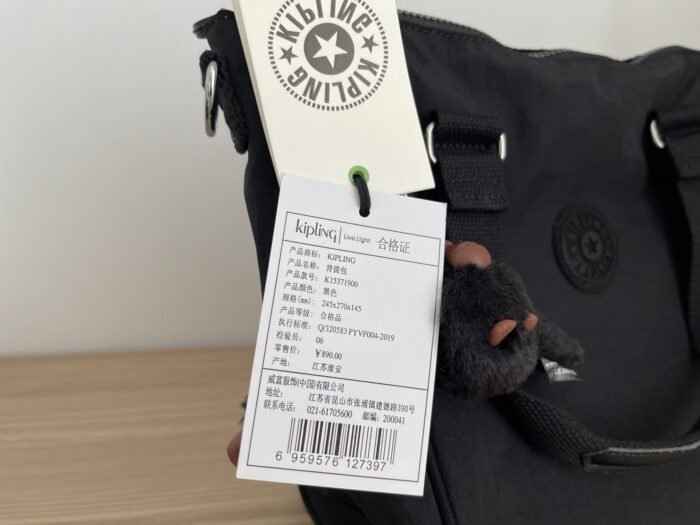 KIPLING
KIPLING
kipling Live.Light 合格证
产品商标: KIPLING
产品名称: 背提包
产品款号: K15371900
产品颜色: 黑色
规格(mm): 245x270x145
产品等级: 合格品
执行标准: Q/320583 PYVF004-2019
检验员: 06
零售价: ￥890.00
产地: 江苏淮安
威富服饰(中国)有限公司
地址: 江苏省昆山市张浦镇建德路390号
联系电话: 021-61705600 邮编: 200041
6 959576 127397
KIPLING